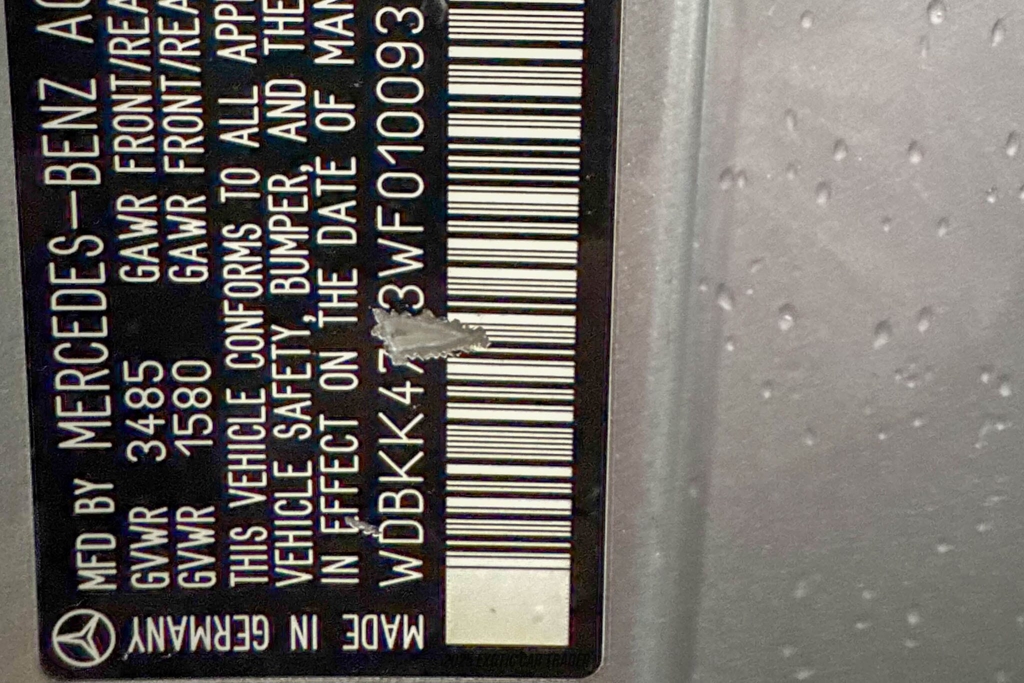 MFD BY MERCEDES-BENZ AG
GVWR 3485 GAWR FRONT/REA
GVWR 1580 GAWR FRONT/REA
THIS VEHICLE CONFORMS TO ALL APP
VEHICLE SAFETY, BUMPER, AND THE
IN EFFECT ON THE DATE OF MAN
WDBKK47 3WF010093
MADE IN GERMANY